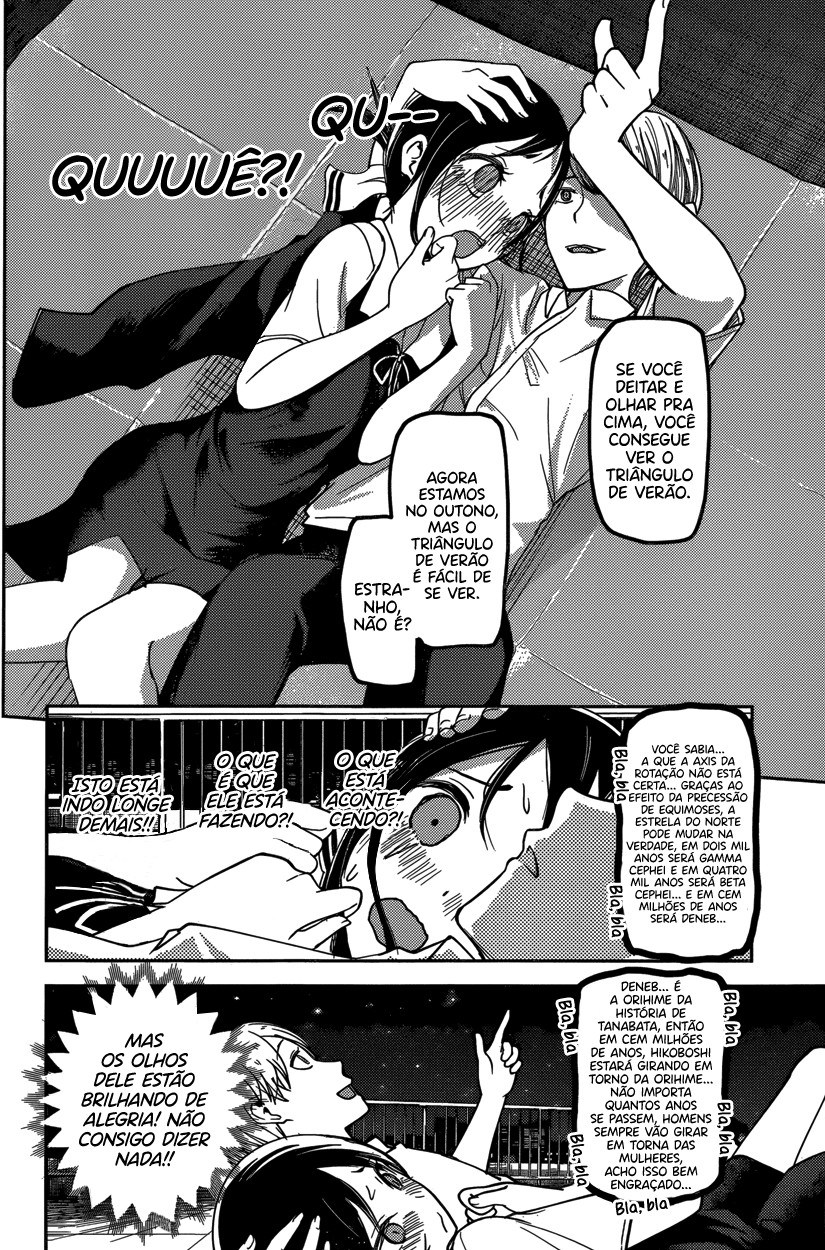 QU--
QUUUUÊ?!
SE VOCÊ
DEITAR E
OLHAR PRA
CIMA, VOCÊ
CONSEGUE
VER O
TRIÂNGULO
DE VERÃO.
AGORA
ESTAMOS
NO OUTONO,
MAS O
TRIÂNGULO
DE VERÃO
É FÁCIL DE
SE VER.
ESTRA-
NHO,
NÃO É?
VOCÊ SABIA...
A QUE A AXIS DA
ROTAÇÃO NÃO ESTÁ
CERTA... GRAÇAS AO
EFEITO DA PRECESSÃO
DE EQUIMOSES, A
ESTRELA DO NORTE
PODE MUDAR NA
VERDADE, EM DOIS MIL
ANOS SERÁ GAMMA
CEPHEI E EM QUATRO
MIL ANOS SERÁ BETA
CEPHEI... E EM CEM
MILHÕES DE ANOS
SERÁ DENEB...
Bla, bla
Bla, bla
O QUE
ESTÁ
ACONTE-
CENDO?!
O QUE
É QUE
ELE ESTÁ
FAZENDO?!
ISTO ESTÁ
INDO LONGE
DEMAIS!!
MAS
OS OLHOS
DELE ESTÃO
BRILHANDO DE
ALEGRIA! NÃO
CONSIGO DIZER
NADA!!
DENEB... É
A ORIHIME DA
HISTÓRIA DE
TANABATA, ENTÃO
EM CEM MILHÕES
DE ANOS, HIKOBOSHI
ESTARÁ GIRANDO EM
TORNO DA ORIHIME...
NÃO IMPORTA
QUANTOS ANOS
SE PASSEM, HOMENS
SEMPRE VÃO GIRAR
EM TORNA DAS
MULHERES,
ACHO ISSO BEM
ENGRAÇADO...
Bla, bla
Bla, bla
Bla, bla
Bla, bla
Bla, bla